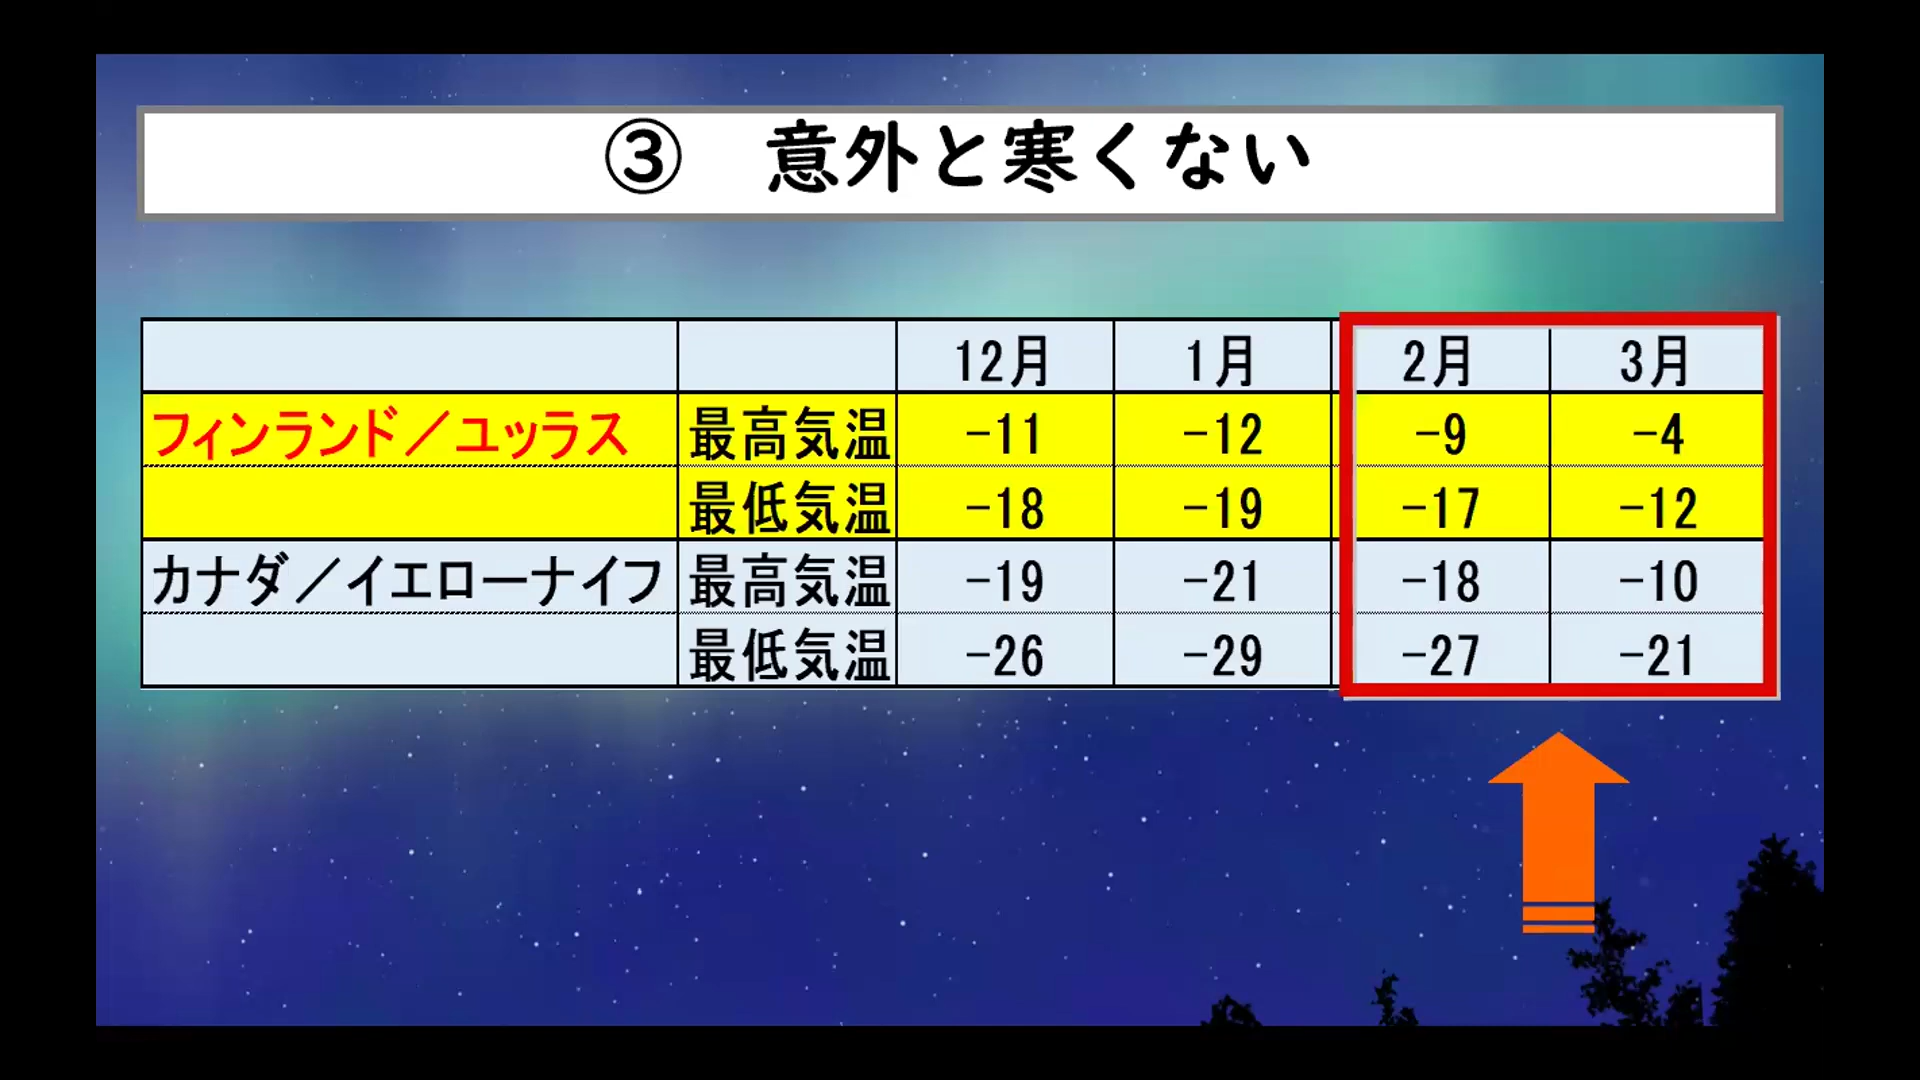 ③　意外と寒くない
12月 1月 2月 3月
フィンランド／ユッラス 最高気温 -11 -12 -9 -4
最低気温 -18 -19 -17 -12
カナダ／イエローナイフ 最高気温 -19 -21 -18 -10
最低気温 -26 -29 -27 -21